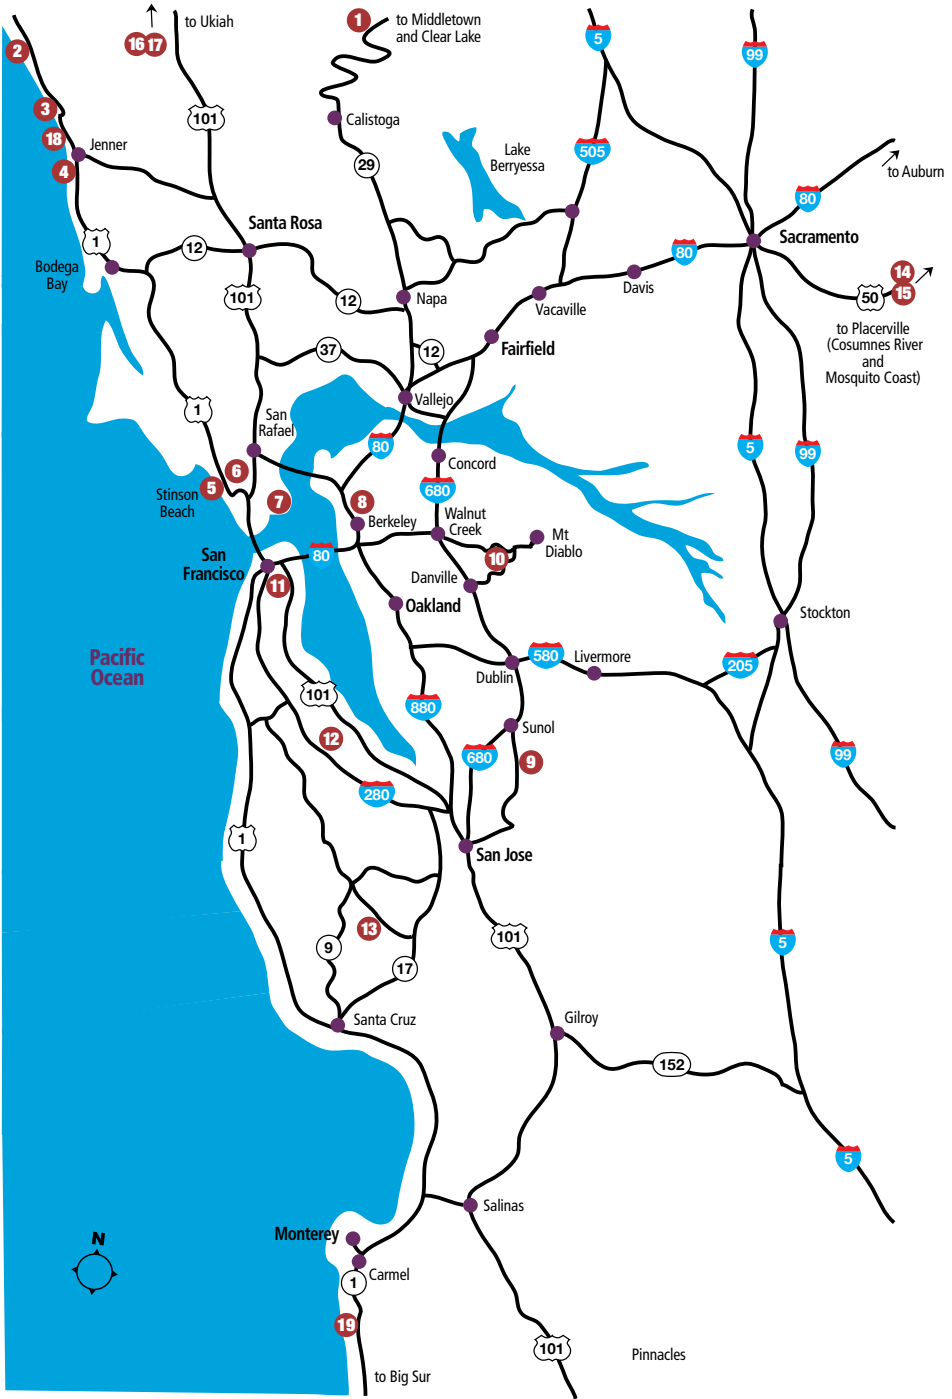 1
to Middletown
and Clear Lake
to Ukiah
16
17
2
5
99
3
101
Calistoga
18
Jenner
4
29
Lake
Berryessa
505
to Auburn
80
Santa Rosa
Sacramento
1
12
80
Bodega
Bay
101
12
Napa
Davis
Vacaville
14
15
50
to Placerville
(Cosumnes River
and
Mosquito Coast)
37
12
Fairfield
1
Vallejo
San
Rafael
80
5
99
6
Concord
5
Stinson
Beach
7
680
8
Berkeley
Walnut
Creek
Mt
Diablo
San
Francisco
80
10
11
Danville
Oakland
Stockton
Pacific
Ocean
Dublin
580
Livermore
205
101
880
Sunol
12
680
9
99
280
1
San Jose
13
9
17
101
5
Santa Cruz
Gilroy
152
5
Salinas
N
Monterey
Carmel
1
19
101
Pinnacles
to Big Sur